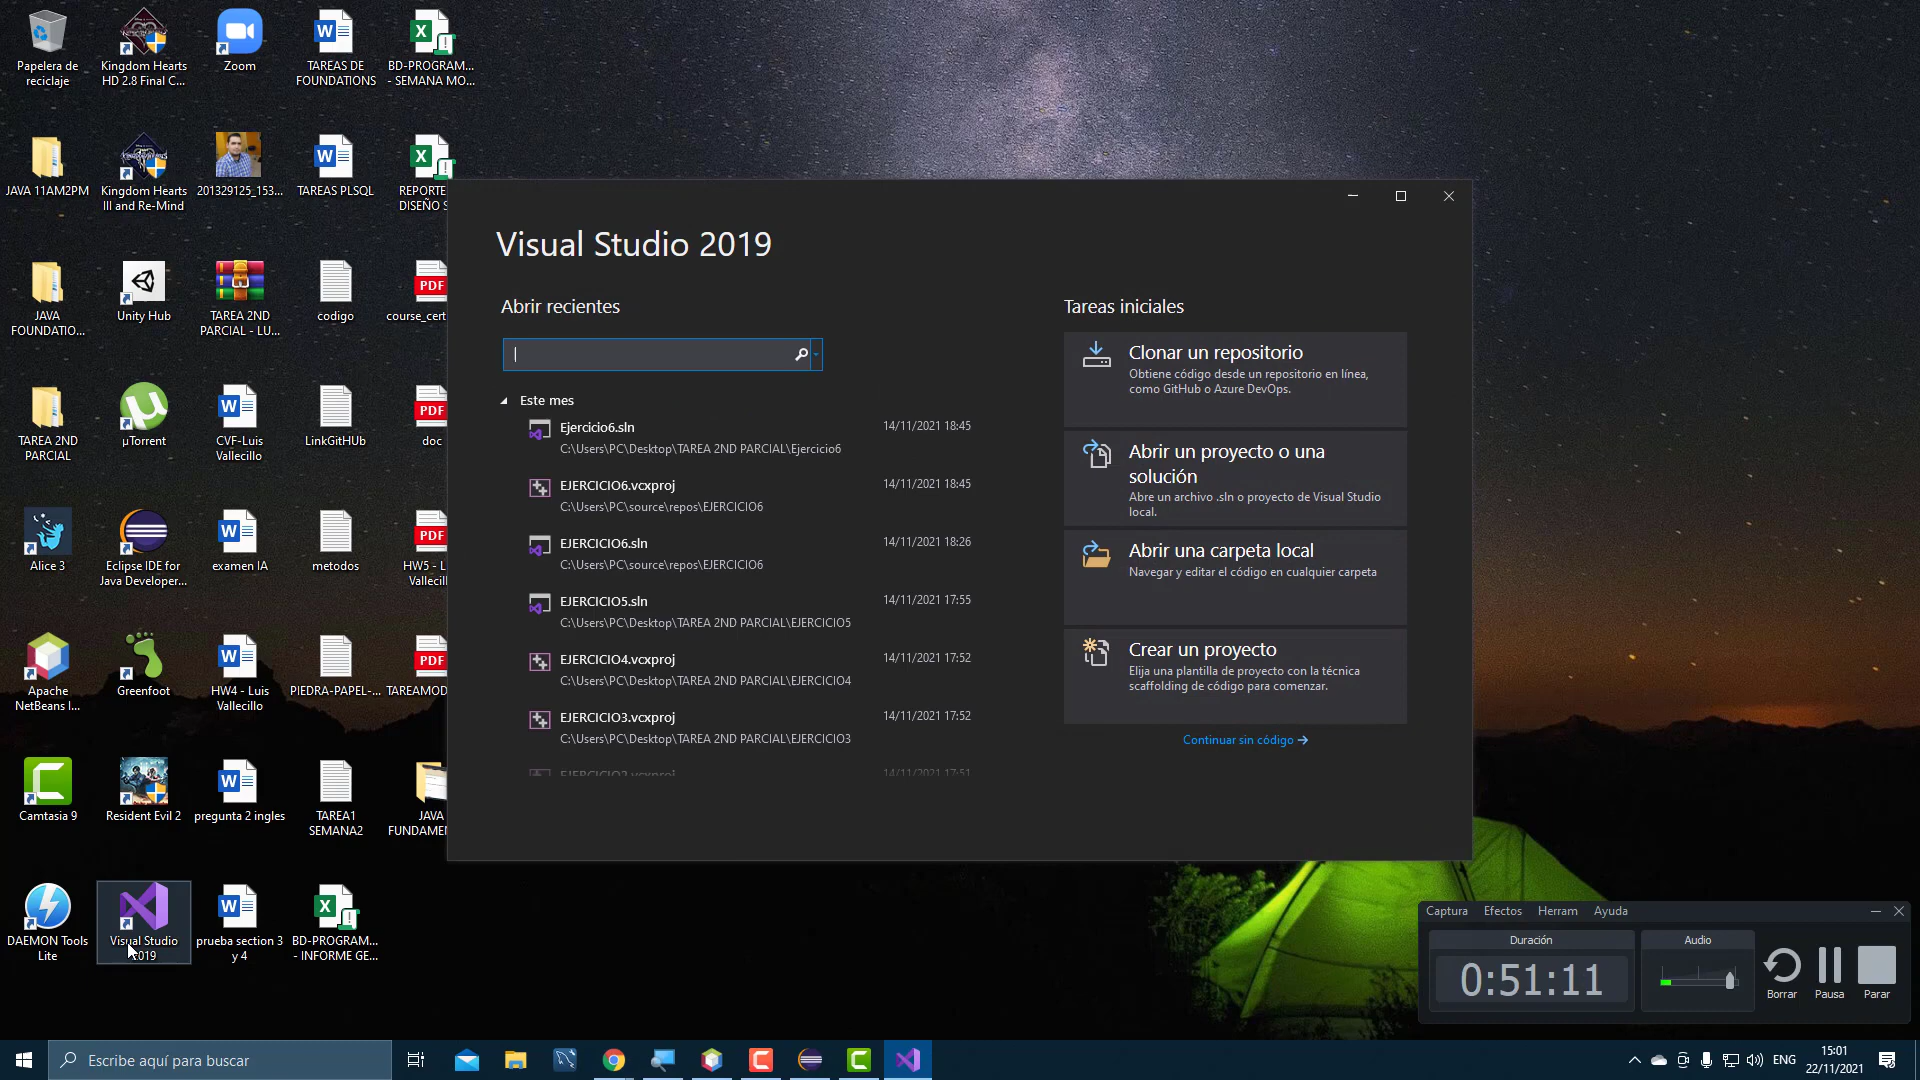 Papelera de
reciclaje
Kingdom Hearts
HD 2.8 Final C...
Zoom
TAREAS DE
FOUNDATIONS
BD-PROGRAM...
- SEMANA MO...
JAVA 11AM2PM
Kingdom Hearts
III and Re-Mind
201329125_153...
TAREAS PLSQL
REPORTE
DISEÑO S
JAVA
FOUNDATIO...
Unity Hub
TAREA 2ND
PARCIAL - LU...
codigo
PDF
course_cert
TAREA 2ND
PARCIAL
µTorrent
CVF-Luis
Vallecillo
LinkGitHUb
PDF
doc
Alice 3
Eclipse IDE for
Java Developer...
examen IA
metodos
PDF
HW5 - L
Vallecill
Apache
NetBeans I...
Greenfoot
HW4 - Luis
Vallecillo
PIEDRA-PAPEL-...
PDF
TAREAMOD
Camtasia 9
Resident Evil 2
pregunta 2 ingles
TAREA1
SEMANA2
JAVA
FUNDAMEN
DAEMON Tools
Lite
Visual Studio
2019
prueba section 3
y 4
BD-PROGRAM...
- INFORME GE...
Visual Studio 2019
Abrir recientes
Este mes
Ejercicio6.sln
14/11/2021 18:45
C:\Users\PC\Desktop\TAREA 2ND PARCIAL\Ejercicio6
EJERCICIO6.vcxproj
14/11/2021 18:45
C:\Users\PC\source\repos\EJERCICIO6
EJERCICIO6.sln
14/11/2021 18:26
C:\Users\PC\source\repos\EJERCICIO6
EJERCICIO5.sln
14/11/2021 17:55
C:\Users\PC\Desktop\TAREA 2ND PARCIAL\EJERCICIO5
EJERCICIO4.vcxproj
14/11/2021 17:52
C:\Users\PC\Desktop\TAREA 2ND PARCIAL\EJERCICIO4
EJERCICIO3.vcxproj
14/11/2021 17:52
C:\Users\PC\Desktop\TAREA 2ND PARCIAL\EJERCICIO3
EJERCICIO2.vcxproj
14/11/2021 17:51
Tareas iniciales
Clonar un repositorio
Obtiene código desde un repositorio en línea,
como GitHub o Azure DevOps.
Abrir un proyecto o una
solución
Abre un archivo .sln o proyecto de Visual Studio
local.
Abrir una carpeta local
Navegar y editar el código en cualquier carpeta
Crear un proyecto
Elija una plantilla de proyecto con la técnica
scaffolding de código para comenzar.
Continuar sin código →
Captura Efectos Herram Ayuda
Duración
Audio
0:51:11
Borrar Pausa Parar
Escribe aquí para buscar
ENG
15:01
22/11/2021